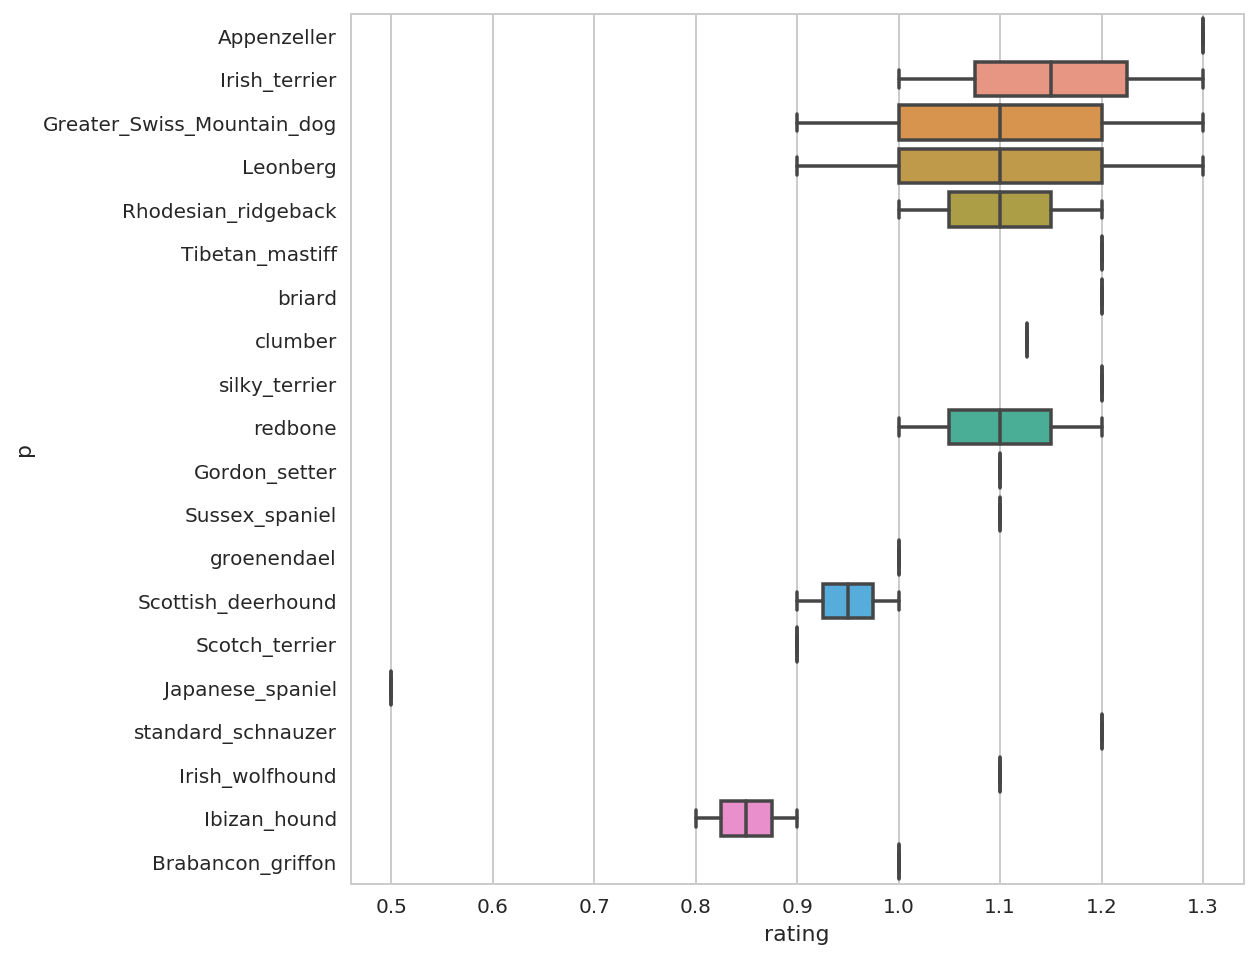 Appenzeller
Irish_terrier
Greater_Swiss_Mountain_dog
Leonberg
Rhodesian_ridgeback
Tibetan_mastiff
briard
clumber
silky_terrier
redbone
p
Gordon_setter
Sussex_spaniel
groenendael
Scottish_deerhound
Scotch_terrier
Japanese_spaniel
standard_schnauzer
Irish_wolfhound
Ibizan_hound
Brabancon_griffon
0.5 0.6 0.7 0.8 0.9 1.0 1.1 1.2 1.3
rating